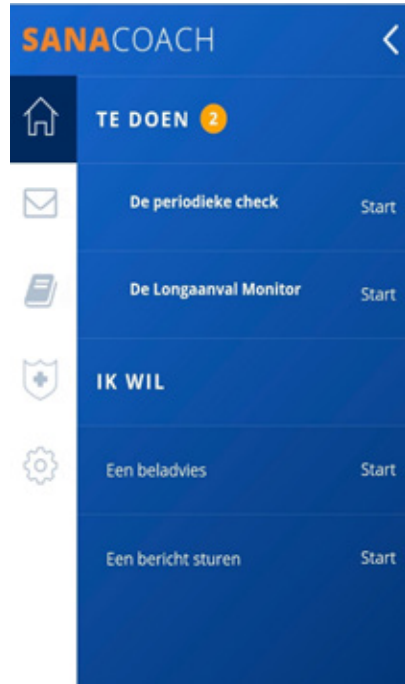 SANACOACH
TE DOEN 2
De periodieke check Start
De Longaanval Monitor Start
IK WIL
Een beladvies Start
Een bericht sturen Start